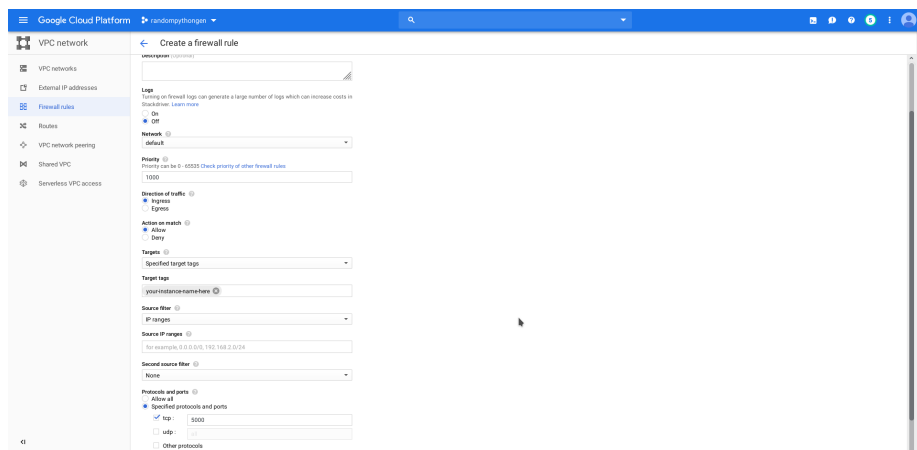 Google Cloud Platform
randompythongen
5
VPC network
Create a firewall rule
VPC networks
External IP addresses
Firewall rules
Routes
VPC network peering
Shared VPC
Serverless VPC access
Description (Optional)
Logs
Turning on firewall logs can generate a large number of logs which can increase costs in
Stackdriver. Learn more
On
Off
Network
default
Priority
Priority can be 0 - 65535 Check priority of other firewall rules
1000
Direction of traffic
Ingress
Egress
Action on match
Allow
Deny
Targets
Specified target tags
Target tags
your-instance-name-here
Source filter
IP ranges
Source IP ranges
for example, 0.0.0.0/0, 192.168.2.0/24
Second source filter
None
Protocols and ports
Allow all
Specified protocols and ports
tcp :
5000
udp :
Other protocols